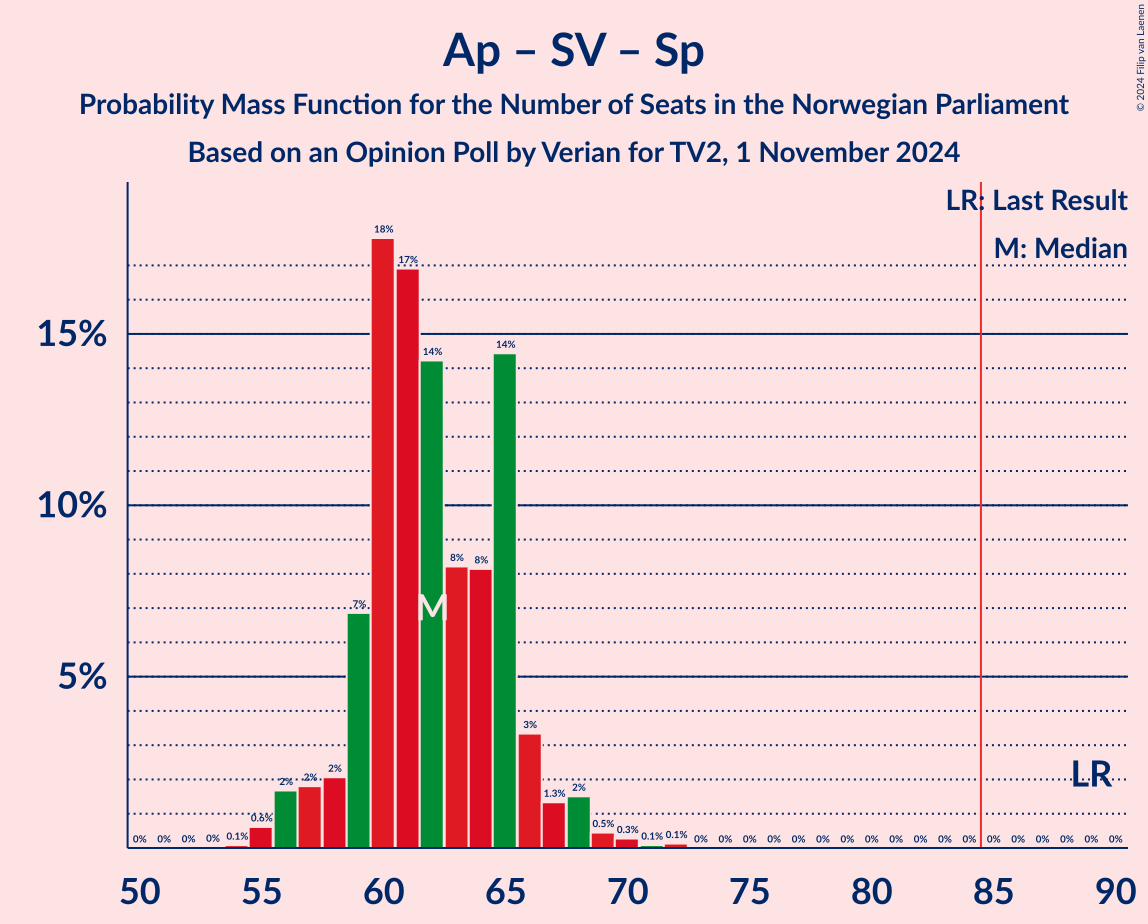 Ap – SV – Sp
Probability Mass Function for the Number of Seats in the Norwegian Parliament
Based on an Opinion Poll by Verian for TV2, 1 November 2024
© 2024 Filip van Laenen
LR: Last Result
M: Median
15%
10%
5%
0% 0% 0% 0% 0.1% 0.6% 2% 2% 2% 7% 18% 17% 14% 8% 8% 14% 3% 1.3% 2% 0.5% 0.3% 0.1% 0.1% 0% 0% 0% 0% 0% 0% 0% 0% 0% 0% 0% 0% 0% 0% 0% 0% 0% 0%
M
LR
50 55 60 65 70 75 80 85 90